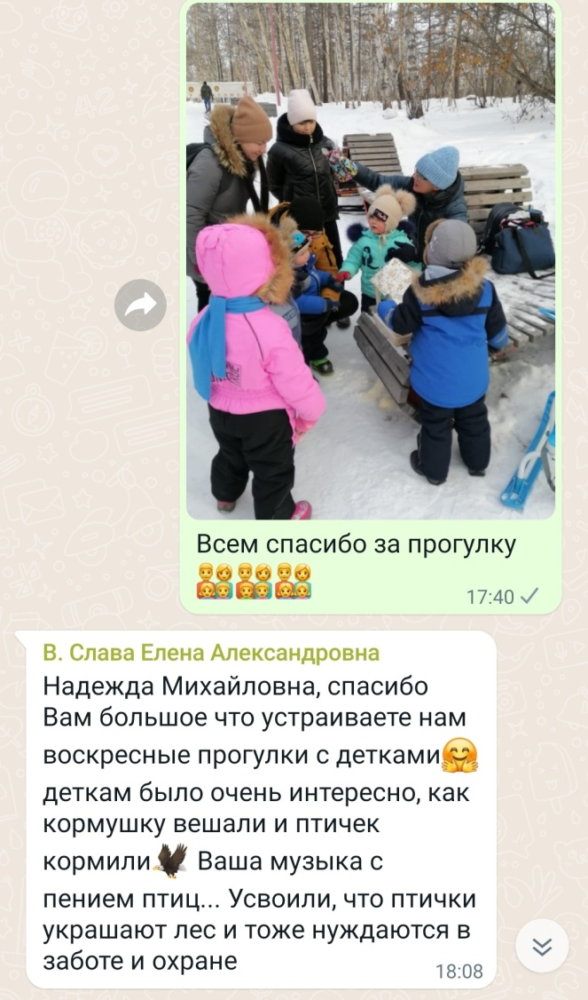 Всем спасибо за прогулку
👨‍👩‍👧‍👦👨‍👩‍👧‍👦👨‍👩‍👧‍👦
17:40
В. Слава Елена Александровна
Надежда Михайловна, спасибо
Вам большое что устраиваете нам
воскресные прогулки с детками🤗
деткам было очень интересно, как
кормушку вешали и птичек
кормили🦅 Ваша музыка с
пением птиц... Усвоили, что птички
украшают лес и тоже нуждаются в
заботе и охране
18:08